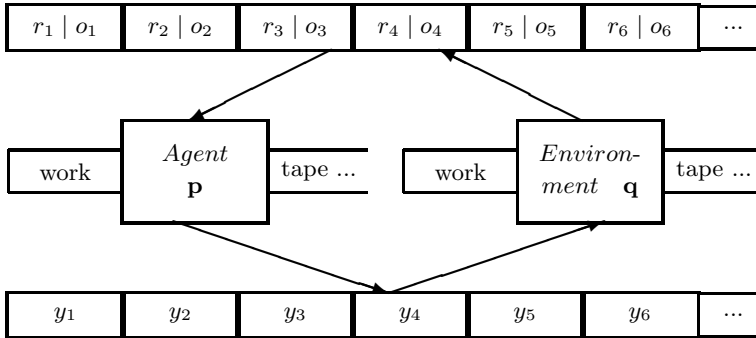 r₁ | o₁ r₂ | o₂ r₃ | o₃ r₄ | o₄ r₅ | o₅ r₆ | o₆ ...
work Agent p tape ... work Environ- ment q tape ...
y₁ y₂ y₃ y₄ y₅ y₆ ...